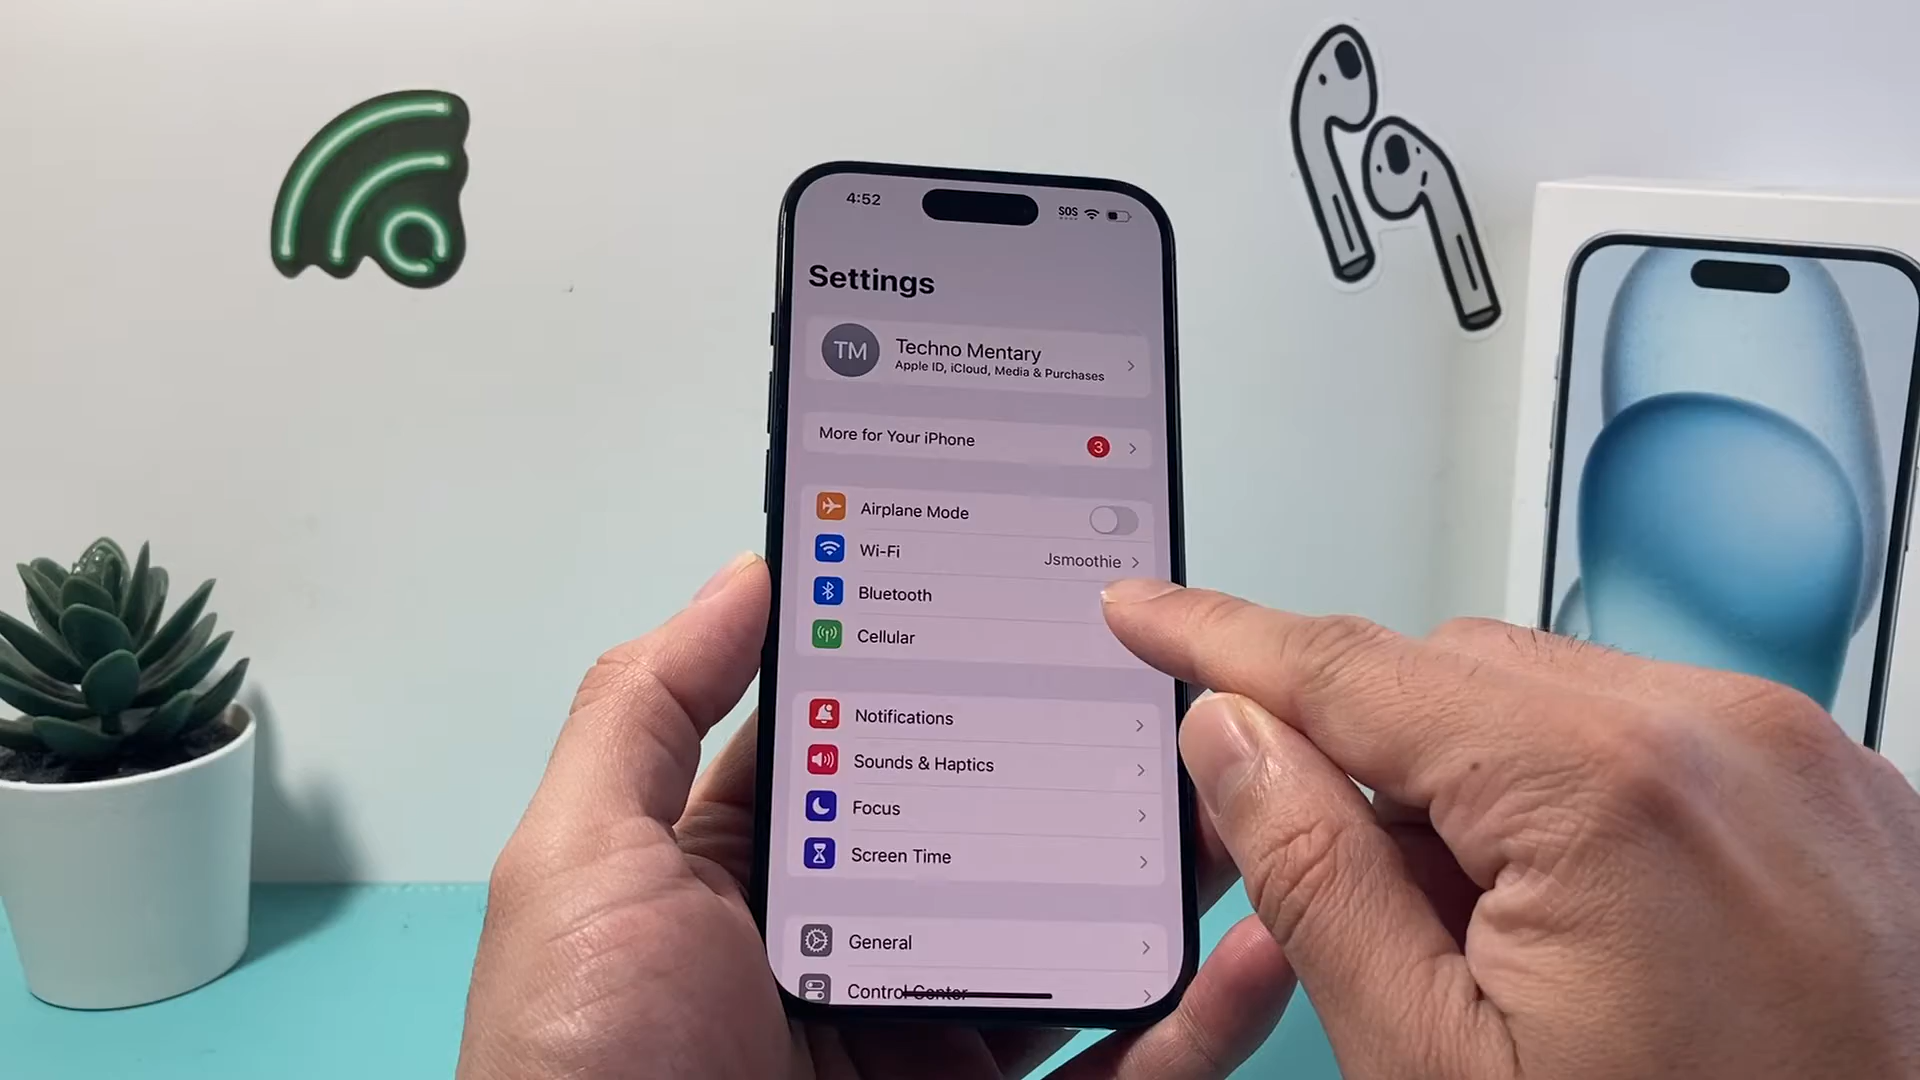 4:52
SOS
Settings
TM
Techno Mentary
Apple ID, iCloud, Media & Purchases
More for Your iPhone
3
Airplane Mode
Wi-Fi
Jsmoothie
Bluetooth
Cellular
Notifications
Sounds & Haptics
Focus
Screen Time
General
Control Center